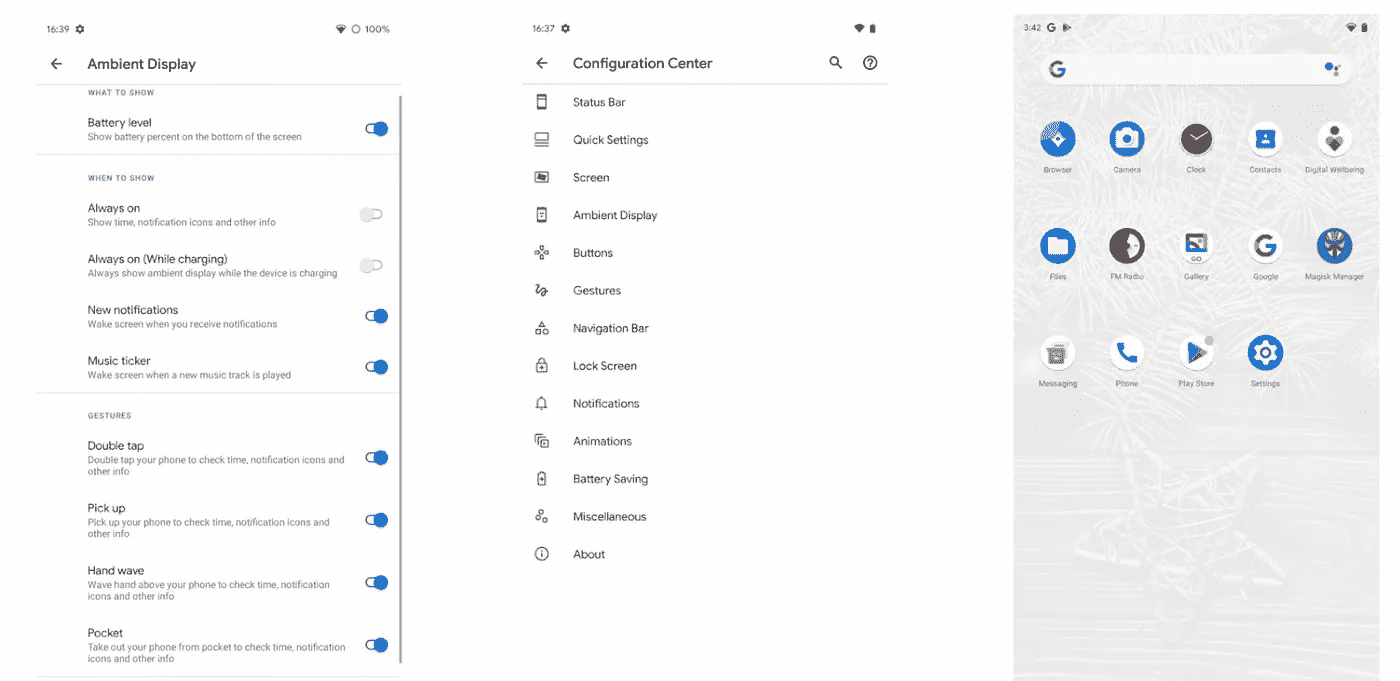 16:39
100%
Ambient Display
WHAT TO SHOW
Battery level
Show battery percent on the bottom of the screen
WHEN TO SHOW
Always on
Show time, notification icons and other info
Always on (While charging)
Always show ambient display while the device is charging
New notifications
Wake screen when you receive notifications
Music ticker
Wake screen when a new music track is played
GESTURES
Double tap
Double tap your phone to check time, notification icons and
other info
Pick up
Pick up your phone to check time, notification icons and
other info
Hand wave
Wave hand above your phone to check time, notification
icons and other info
Pocket
Take out your phone from pocket to check time, notification
icons and other info
16:37
Configuration Center
Status Bar
Quick Settings
Screen
Ambient Display
Buttons
Gestures
Navigation Bar
Lock Screen
Notifications
Animations
Battery Saving
Miscellaneous
About
3:42 G
G
Browser Camera Clock Contacts Digital Wellbeing
GO G
Files FM Radio Gallery Google Magisk Manager
Messaging Phone Play Store Settings